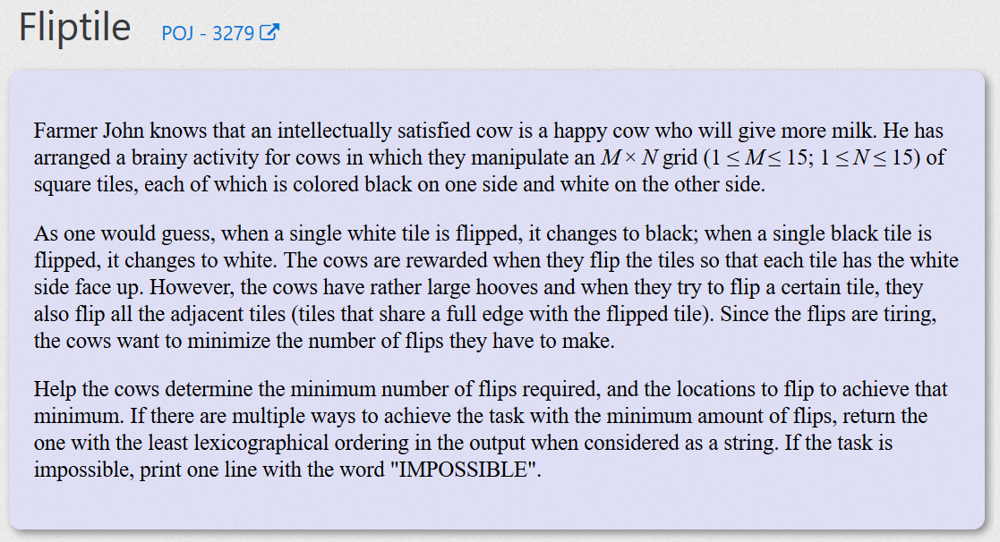 Fliptile POJ - 3279
Farmer John knows that an intellectually satisfied cow is a happy cow who will give more milk. He has
arranged a brainy activity for cows in which they manipulate an M × N grid (1 ≤ M ≤ 15; 1 ≤ N ≤ 15) of
square tiles, each of which is colored black on one side and white on the other side.
As one would guess, when a single white tile is flipped, it changes to black; when a single black tile is
flipped, it changes to white. The cows are rewarded when they flip the tiles so that each tile has the white
side face up. However, the cows have rather large hooves and when they try to flip a certain tile, they
also flip all the adjacent tiles (tiles that share a full edge with the flipped tile). Since the flips are tiring,
the cows want to minimize the number of flips they have to make.
Help the cows determine the minimum number of flips required, and the locations to flip to achieve that
minimum. If there are multiple ways to achieve the task with the minimum amount of flips, return the
one with the least lexicographical ordering in the output when considered as a string. If the task is
impossible, print one line with the word "IMPOSSIBLE".